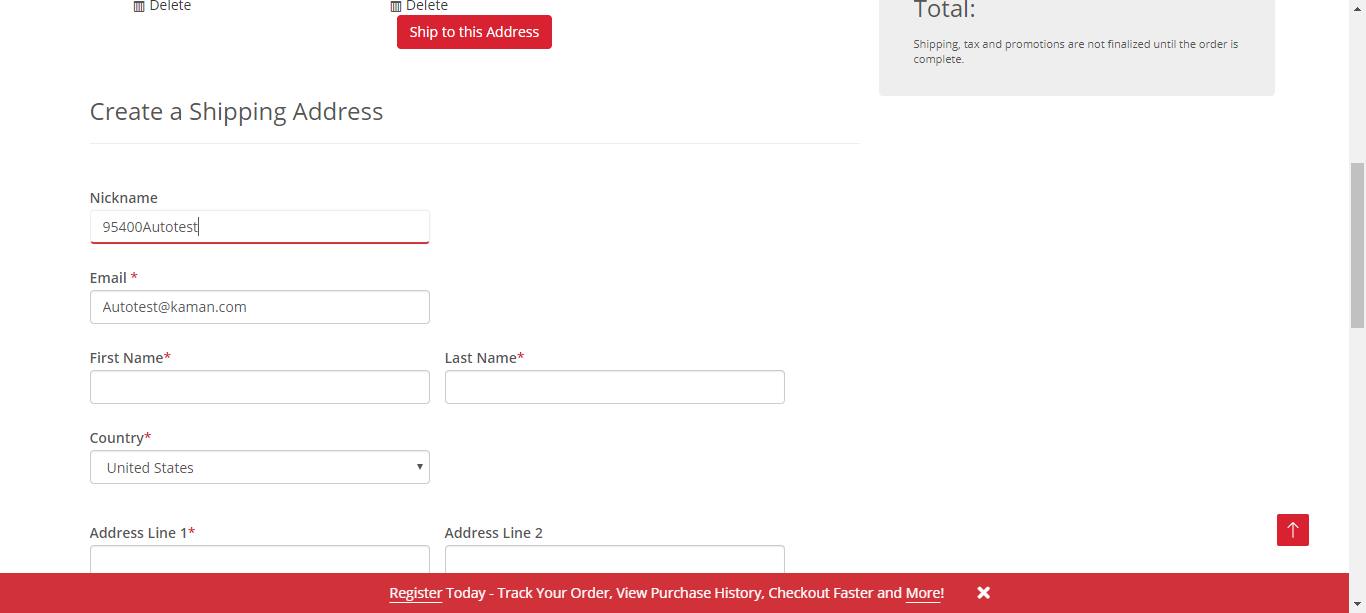 Delete
Delete
Ship to this Address
Total:
Shipping, tax and promotions are not finalized until the order is
complete.
Create a Shipping Address
Nickname
95400Autotest
Email *
Autotest@kaman.com
First Name*
Last Name*
Country*
United States
Address Line 1*
Address Line 2
Register Today - Track Your Order, View Purchase History, Checkout Faster and More!